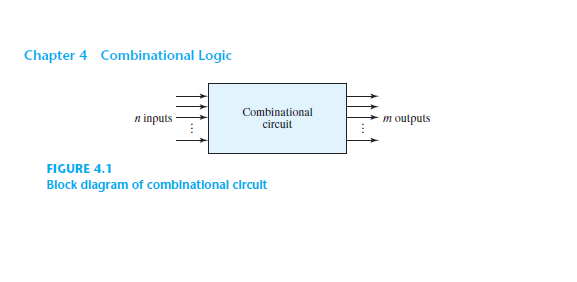 Chapter 4 Combinational Logic
Combinational
circuit
n inputs
m outputs
FIGURE 4.1
Block diagram of combinational circuit